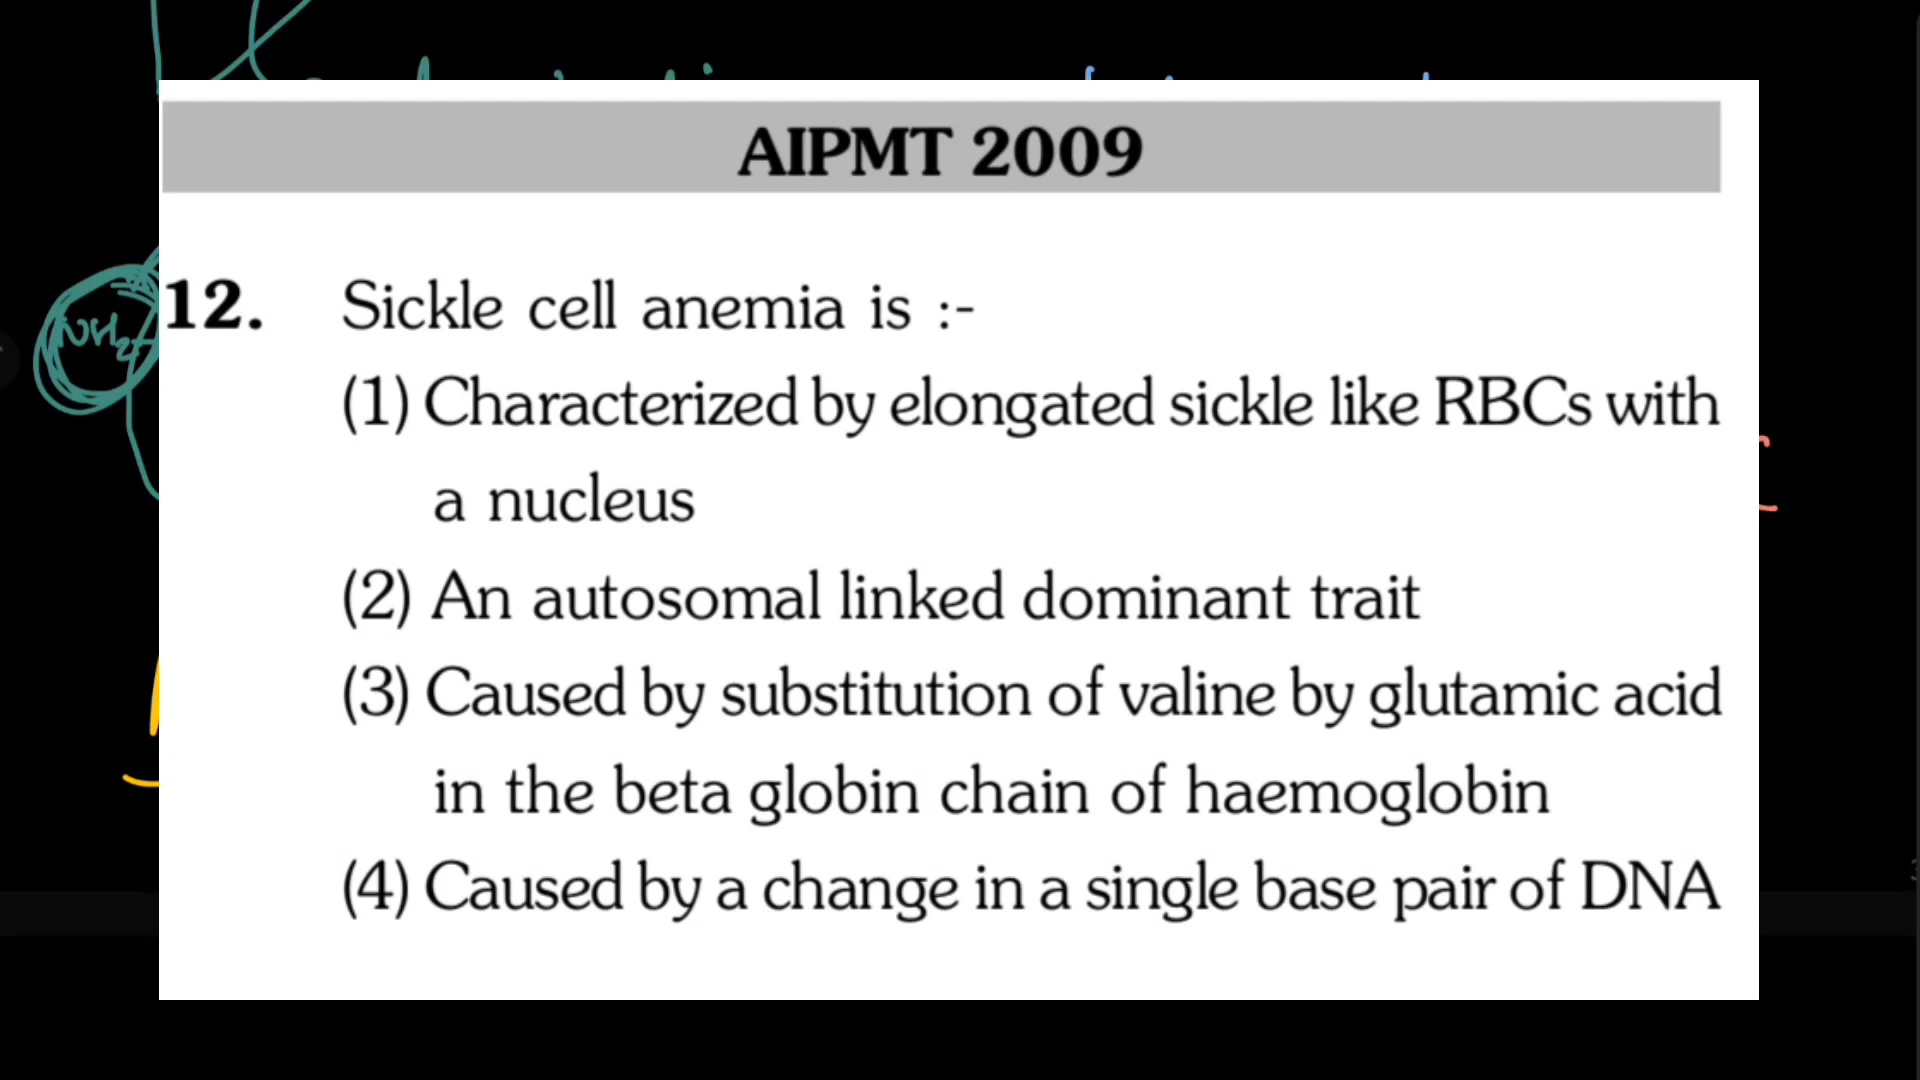 AIPMT 2009
12. Sickle cell anemia is :-
(1) Characterized by elongated sickle like RBCs with
a nucleus
(2) An autosomal linked dominant trait
(3) Caused by substitution of valine by glutamic acid
in the beta globin chain of haemoglobin
(4) Caused by a change in a single base pair of DNA
NH2